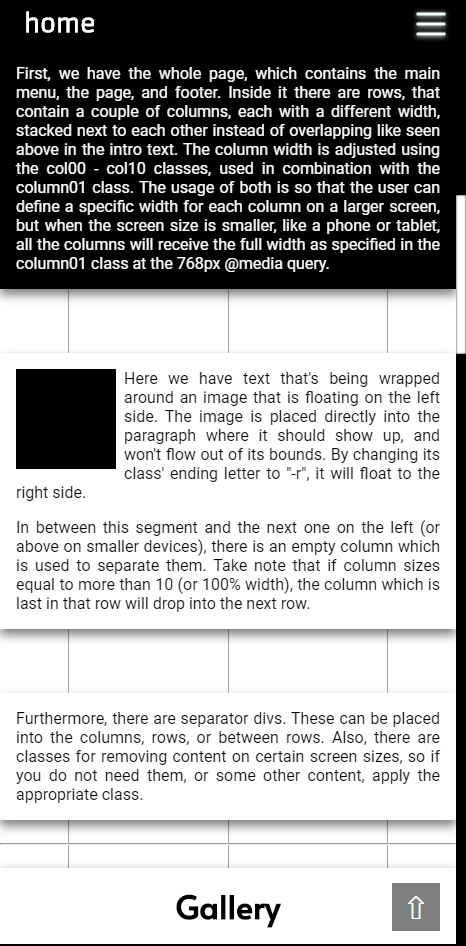 home
First, we have the whole page, which contains the main
menu, the page, and footer. Inside it there are rows, that
contain a couple of columns, each with a different width,
stacked next to each other instead of overlapping like seen
above in the intro text. The column width is adjusted using
the col00 - col10 classes, used in combination with the
column01 class. The usage of both is so that the user can
define a specific width for each column on a larger screen,
but when the screen size is smaller, like a phone or tablet,
all the columns will receive the full width as specified in the
column01 class at the 768px @media query.
Here we have text that's being wrapped
around an image that is floating on the left
side. The image is placed directly into the
paragraph where it should show up, and
won't flow out of its bounds. By changing its
class' ending letter to "-r", it will float to the
right side.
In between this segment and the next one on the left (or
above on smaller devices), there is an empty column which
is used to separate them. Take note that if column sizes
equal to more than 10 (or 100% width), the column which is
last in that row will drop into the next row.
Furthermore, there are separator divs. These can be placed
into the columns, rows, or between rows. Also, there are
classes for removing content on certain screen sizes, so if
you do not need them, or some other content, apply the
appropriate class.
Gallery
⇧